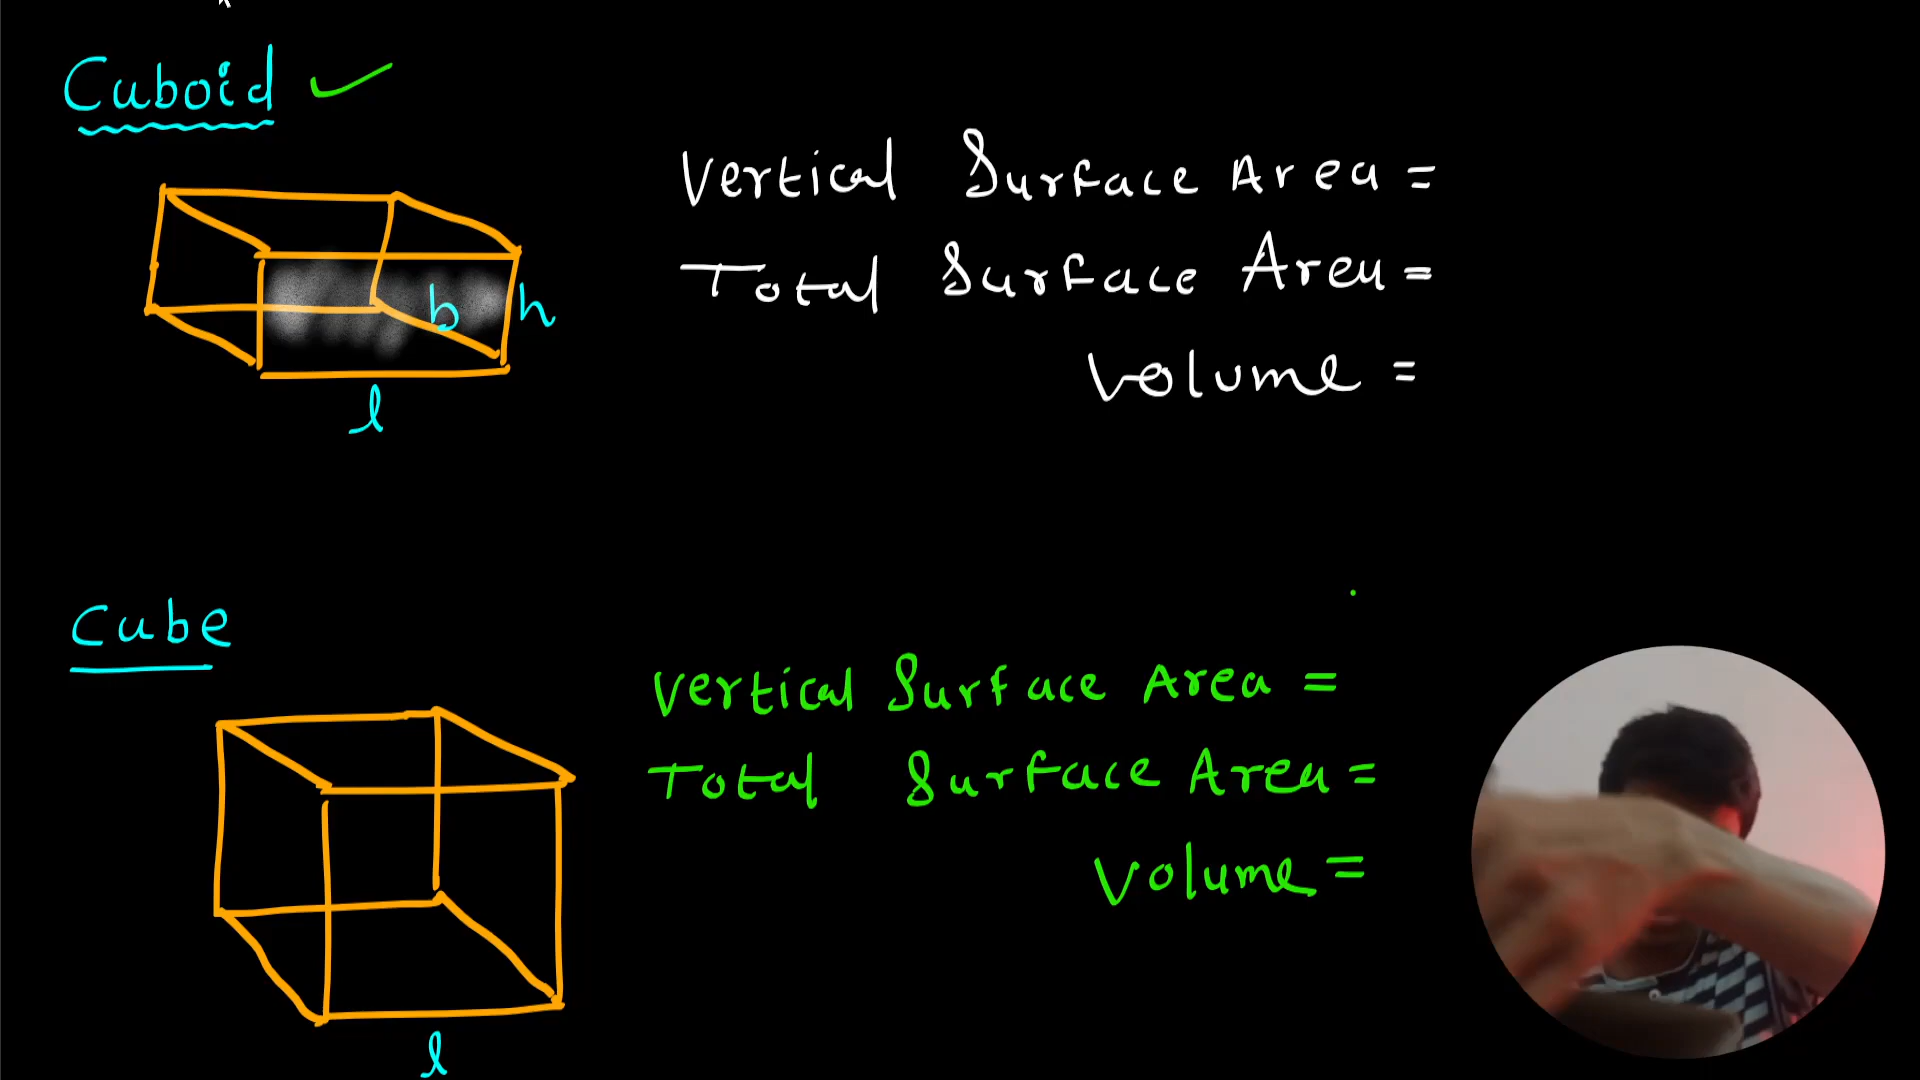 Cuboid
Vertical Surface Area =
Total Surface Area =
b h
Volume =
l
Cube
Vertical Surface Area =
Total Surface Area =
Volume =
l